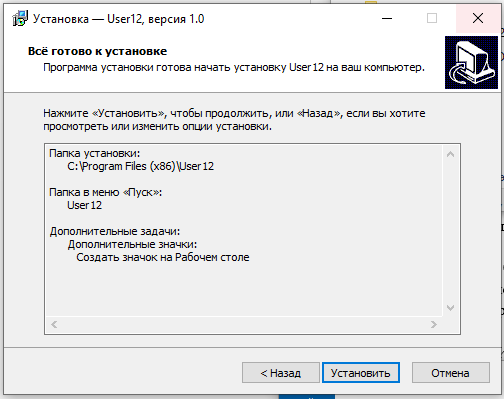 Установка — User12, версия 1.0
Всё готово к установке
Программа установки готова начать установку User12 на ваш компьютер.
Нажмите «Установить», чтобы продолжить, или «Назад», если вы хотите
просмотреть или изменить опции установки.
Папка установки:
C:\Program Files (x86)\User12
Папка в меню «Пуск»:
User12
Дополнительные задачи:
Дополнительные значки:
Создать значок на Рабочем столе
< Назад
Установить
Отмена